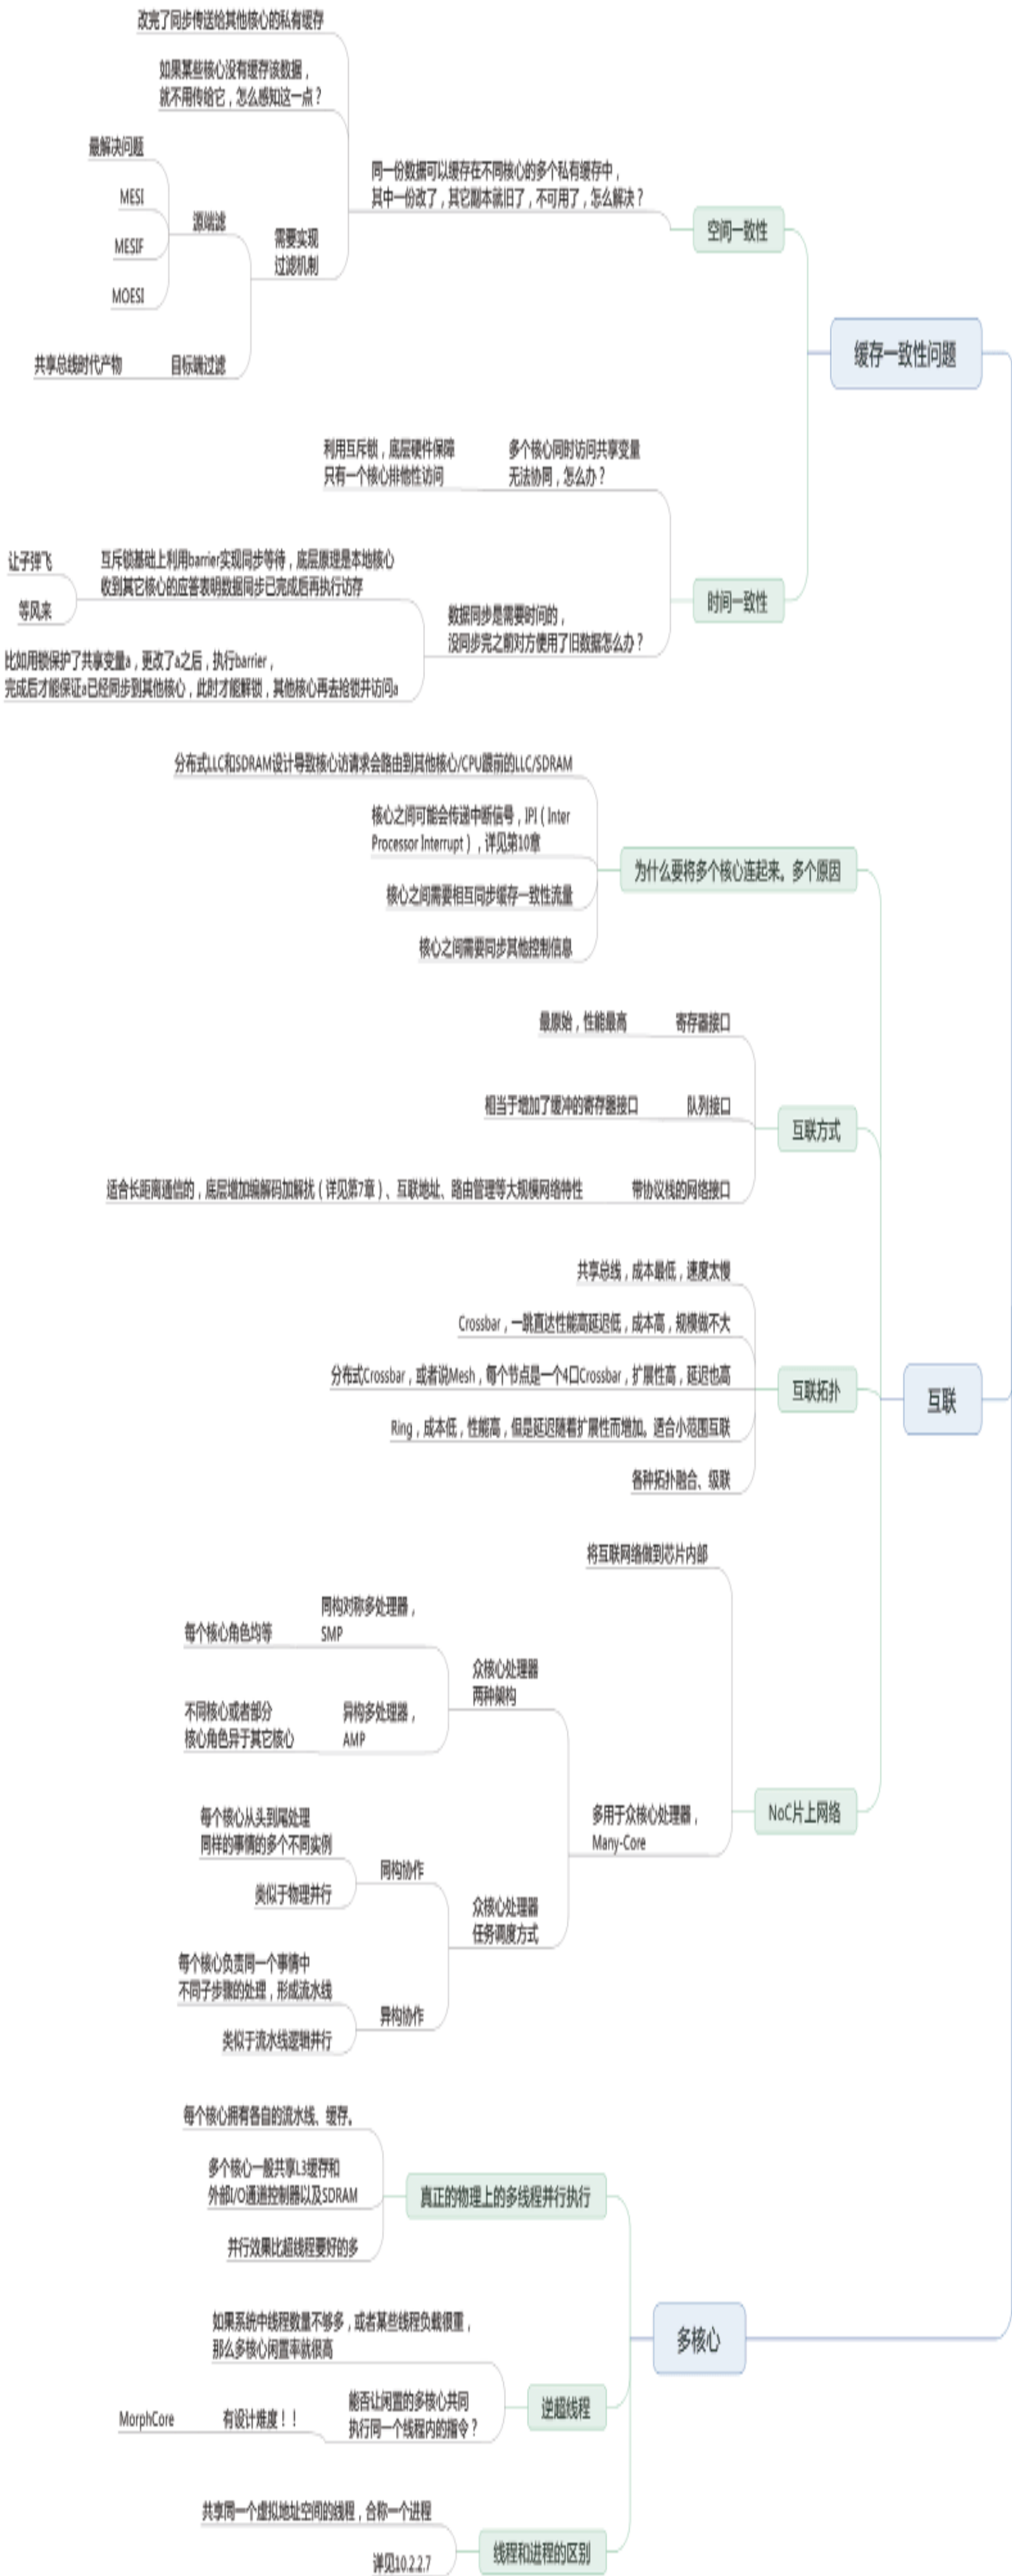 改完了同步传送给其他核心的私有缓存
如果某些核心没有缓存该数据，
就不用传给它，怎么感知这一点？
最解决问题
MESI
MESIF
MOESI
源端滤
共享总线时代产物
目标端过滤
需要实现
过滤机制
同一份数据可以缓存在不同核心的多个私有缓存中，
其中一份改了，其它副本就旧了，不可用了，怎么解决？
空间一致性
缓存一致性问题
利用互斥锁，底层硬件保障
只有一个核心排他性访问
多个核心同时访问共享变量
无法协同，怎么办？
让子弹飞
等风来
互斥锁基础上利用barrier实现同步等待，底层原理是本地核心
收到其它核心的应答表明数据同步已完成后再执行访存
比如用锁保护了共享变量a，更改了a之后，执行barrier，
完成后才能保证a已经同步到其他核心，此时才能解锁，其他核心再去抢锁并访问a
数据同步是需要时间的，
没同步完之前对方使用了旧数据怎么办？
时间一致性
分布式LLC和SDRAM设计导致核心访请求会路由到其他核心/CPU跟前的LLC/SDRAM
核心之间可能会传递中断信号，IPI（Inter
Processor Interrupt），详见第10章
核心之间需要相互同步缓存一致性流量
核心之间需要同步其他控制信息
为什么要将多个核心连起来。多个原因
最原始，性能最高
寄存器接口
相当于增加了缓冲的寄存器接口
队列接口
适合长距离通信的，底层增加编解码加解扰（详见第7章）、互联地址、路由管理等大规模网络特性
带协议栈的网络接口
互联方式
共享总线，成本最低，速度太慢
Crossbar，一跳直达性能高延迟低，成本高，规模做不大
分布式Crossbar，或者说Mesh，每个节点是一个4口Crossbar，扩展性高，延迟也高
Ring，成本低，性能高，但是延迟随着扩展性而增加。适合小范围互联
各种拓扑融合、级联
互联拓扑
互联
将互联网络做到芯片内部
每个核心角色均等
同构对称多处理器，
SMP
不同核心或者部分
核心角色异于其它核心
异构多处理器，
AMP
众核心处理器
两种架构
每个核心从头到尾处理
同样的事情的多个不同实例
类似于物理并行
同构协作
每个核心负责同一个事情中
不同子步骤的处理，形成流水线
类似于流水线逻辑并行
异构协作
众核心处理器
任务调度方式
多用于众核心处理器，
Many-Core
NoC片上网络
每个核心拥有各自的流水线、缓存。
多个核心一般共享L3缓存和
外部I/O通道控制器以及SDRAM
并行效果比超线程要好的多
真正的物理上的多线程并行执行
如果系统中线程数量不够多，或者某些线程负载很重，
那么多核心闲置率就很高
MorphCore
有设计难度！！
能否让闲置的多核心共同
执行同一个线程内的指令？
逆超线程
多核心
共享同一个虚拟地址空间的线程，合称一个进程
详见10.2.2.7
线程和进程的区别